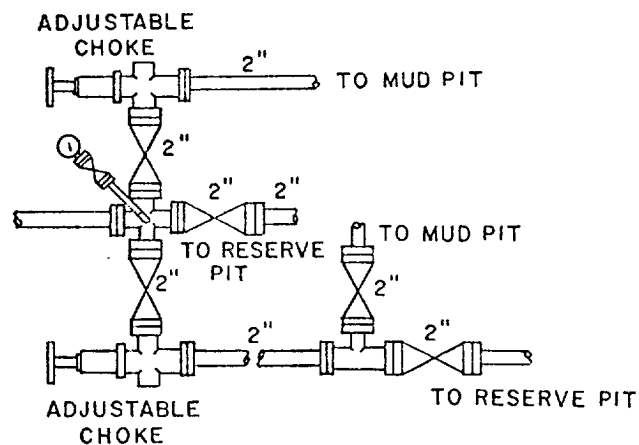 ADJUSTABLE
CHOKE
2"
TO MUD PIT
2"
2"
2"
TO RESERVE
PIT
TO MUD PIT
2"
2"
2"
2"
TO RESERVE PIT
ADJUSTABLE
CHOKE